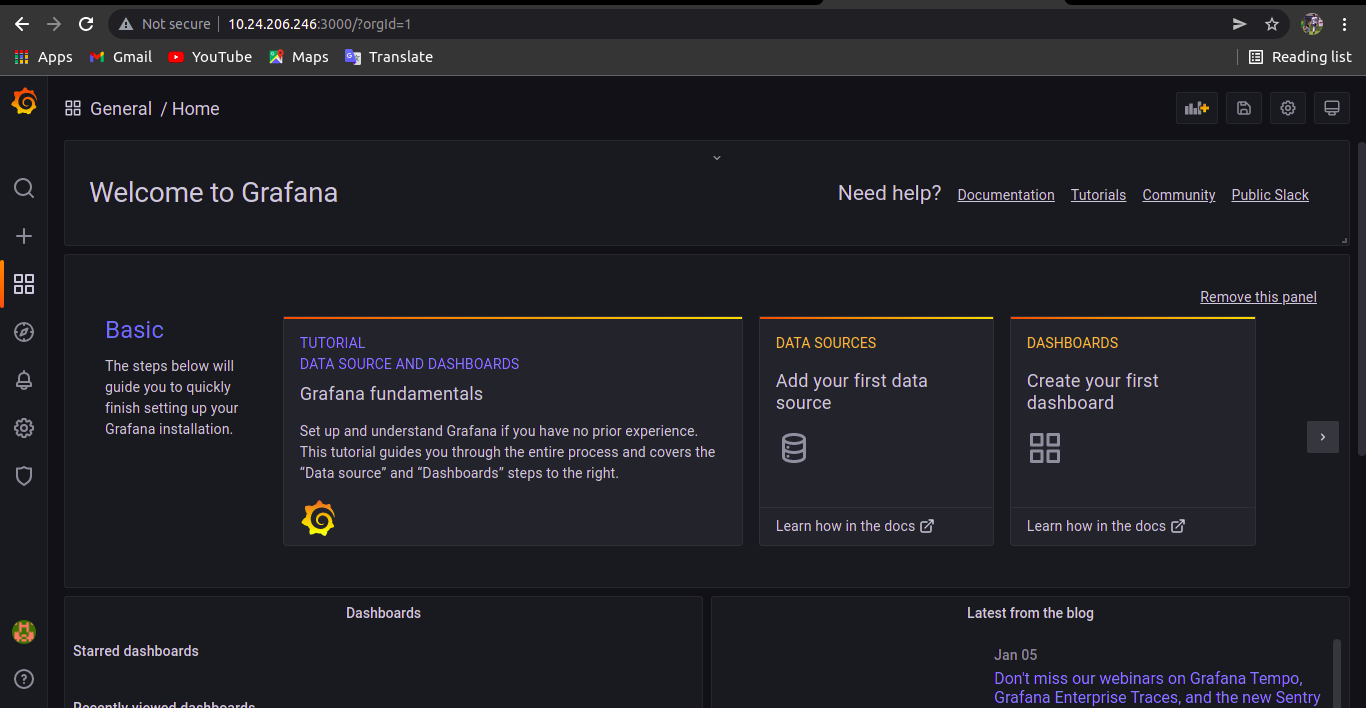 Not secure 10.24.206.246:3000/?orgId=1
Apps Gmail YouTube Maps Translate Reading list
General / Home
Welcome to Grafana
Need help? Documentation Tutorials Community Public Slack
Remove this panel
Basic
The steps below will
guide you to quickly
finish setting up your
Grafana installation.
TUTORIAL
DATA SOURCE AND DASHBOARDS
Grafana fundamentals
Set up and understand Grafana if you have no prior experience.
This tutorial guides you through the entire process and covers the
“Data source” and “Dashboards” steps to the right.
DATA SOURCES
Add your first data
source
Learn how in the docs
DASHBOARDS
Create your first
dashboard
Learn how in the docs
Dashboards
Starred dashboards
Recently viewed dashboards
Latest from the blog
Jan 05
Don't miss our webinars on Grafana Tempo,
Grafana Enterprise Traces, and the new Sentry